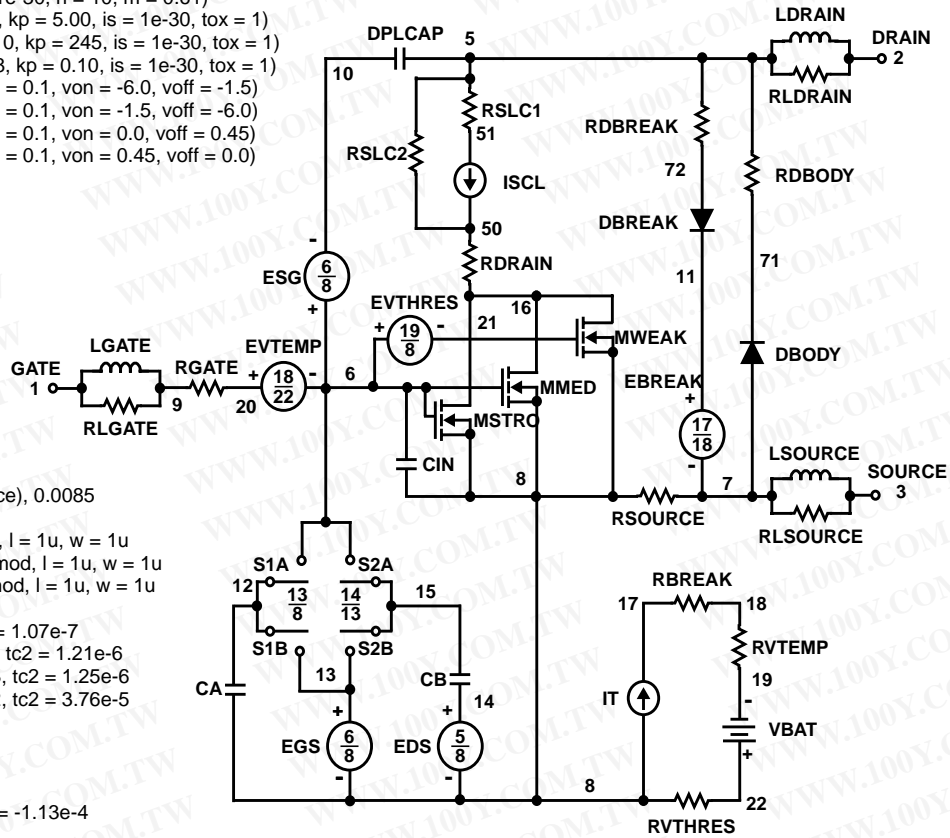 1e-30, n = 10, m = 0.81)
, kp = 5.00, is = 1e-30, tox = 1)
0, kp = 245, is = 1e-30, tox = 1)
3, kp = 0.10, is = 1e-30, tox = 1)
= 0.1, von = -6.0, voff = -1.5)
= 0.1, von = -1.5, voff = -6.0)
= 0.1, von = 0.0, voff = 0.45)
= 0.1, von = 0.45, voff = 0.0)
LDRAIN
DPLCAP 5 DRAIN
10 2
RLDRAIN
RSLC1
51
RDBREAK
RSLC2
72
RDBODY
ISCL
DBREAK
50
71
- RDRAIN
ESG 6/8
11
EVTHRES 16
+ 21
+ 19/8 -
MWEAK
LGATE
EVTEMP
DBODY
GATE RGATE
EBREAK +
1 + 18/22 - 6
MMED
9 20
MSTRO
17/18
RLGATE
-
LSOURCE
CIN
8 7 SOURCE
3
RSOURCE
RLSOURCE
ce), 0.0085
, l = 1u, w = 1u
mod, l = 1u, w = 1u
mod, l = 1u, w = 1u
= 1.07e-7
, tc2 = 1.21e-6
, tc2 = 1.25e-6
, tc2 = 3.76e-5
= -1.13e-4
S1A S2A
12 13/8 14/13 15
S1B S2B
13
CA
CB
14
+ +
EGS 6/8 EDS 5/8
- -
8
RBREAK
17 18
RVTEMP
19
IT
-
VBAT
+
22
RVTHRES
WWW.100Y.COM.TW